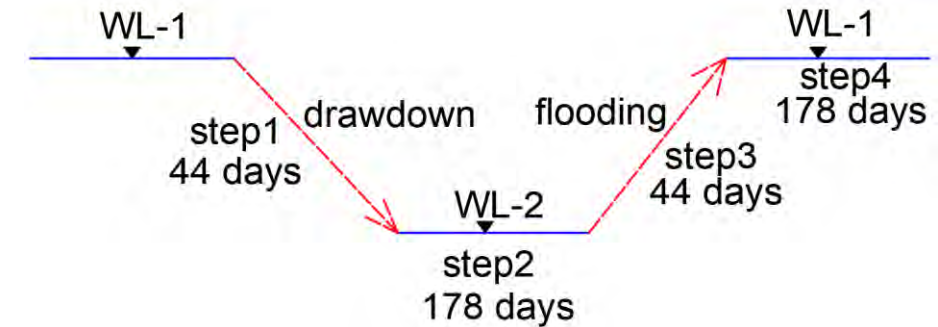 WL-1
WL-1
drawdown
flooding
step1
44 days
step4
178 days
step3
44 days
WL-2
step2
178 days